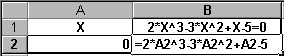 A B
1 X 2*X^3-3*X^2+X-5=0
2 0 =2*A2^3-3*A2^2+A2-5